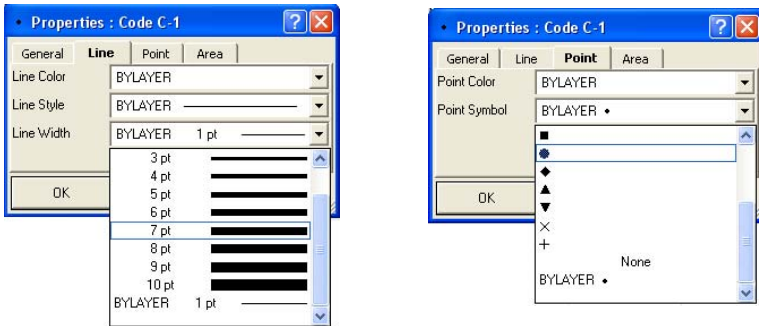 Properties : Code C-1
General Line Point Area
Line Color BYLAYER
Line Style BYLAYER
Line Width BYLAYER 1 pt
3 pt
4 pt
5 pt
6 pt
7 pt
8 pt
9 pt
10 pt
BYLAYER 1 pt
OK
Properties : Code C-1
General Line Point Area
Point Color BYLAYER
Point Symbol BYLAYER
None
BYLAYER
OK